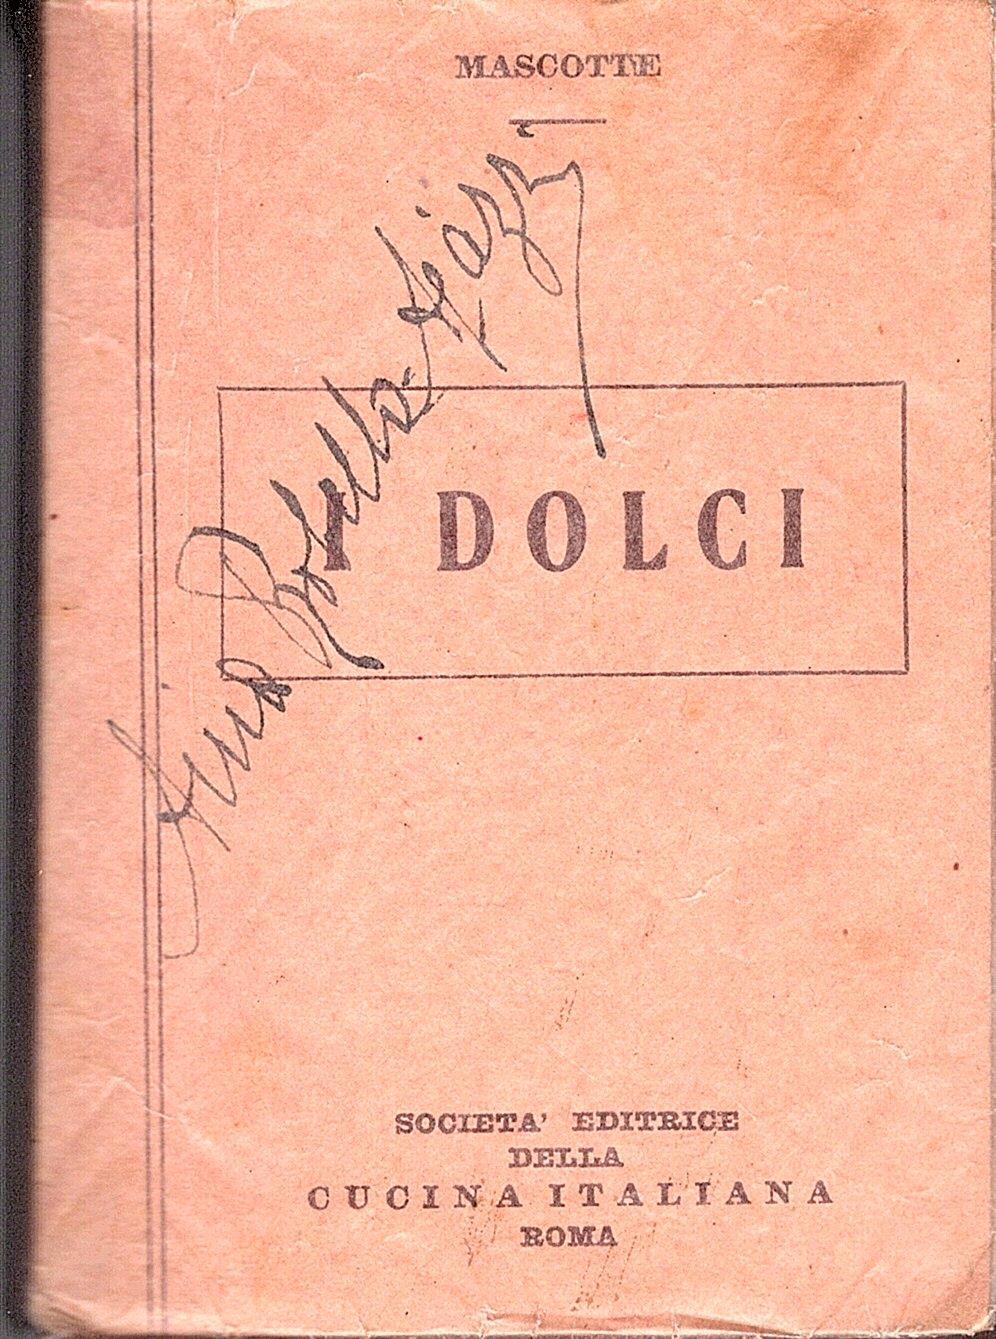 MASCOTTE
I DOLCI
SOCIETA' EDITRICE
DELLA
CUCINA ITALIANA
ROMA